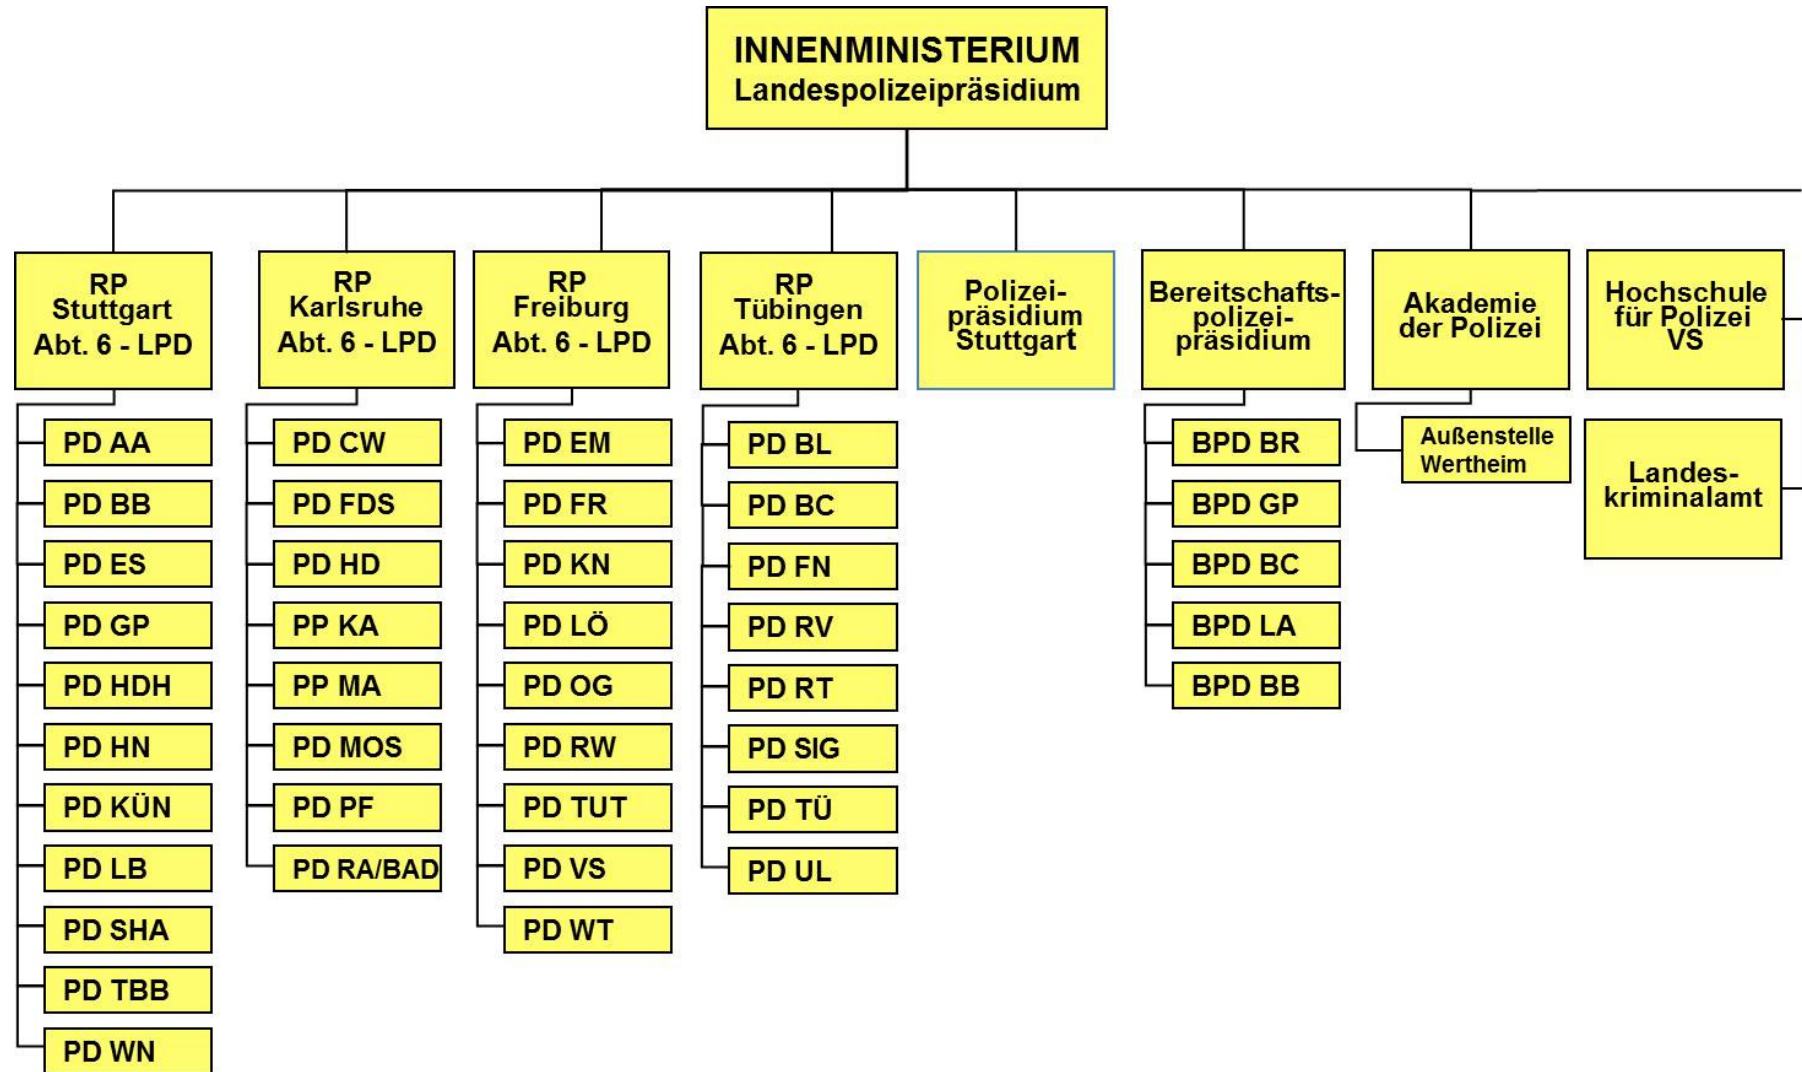 INNENMINISTERIUM
Landespolizeipräsidium
RP
Stuttgart
Abt. 6 - LPD
RP
Karlsruhe
Abt. 6 - LPD
RP
Freiburg
Abt. 6 - LPD
RP
Tübingen
Abt. 6 - LPD
Polizei-
präsidium
Stuttgart
Bereitschafts-
polizei-
präsidium
Akademie
der Polizei
Hochschule
für Polizei
VS
PD AA
PD BB
PD ES
PD GP
PD HDH
PD HN
PD KÜN
PD LB
PD SHA
PD TBB
PD WN
PD CW
PD FDS
PD HD
PP KA
PP MA
PD MOS
PD PF
PD RA/BAD
PD EM
PD FR
PD KN
PD LÖ
PD OG
PD RW
PD TUT
PD VS
PD WT
PD BL
PD BC
PD FN
PD RV
PD RT
PD SIG
PD TÜ
PD UL
BPD BR
BPD GP
BPD BC
BPD LA
BPD BB
Außenstelle
Wertheim
Landes-
kriminalamt